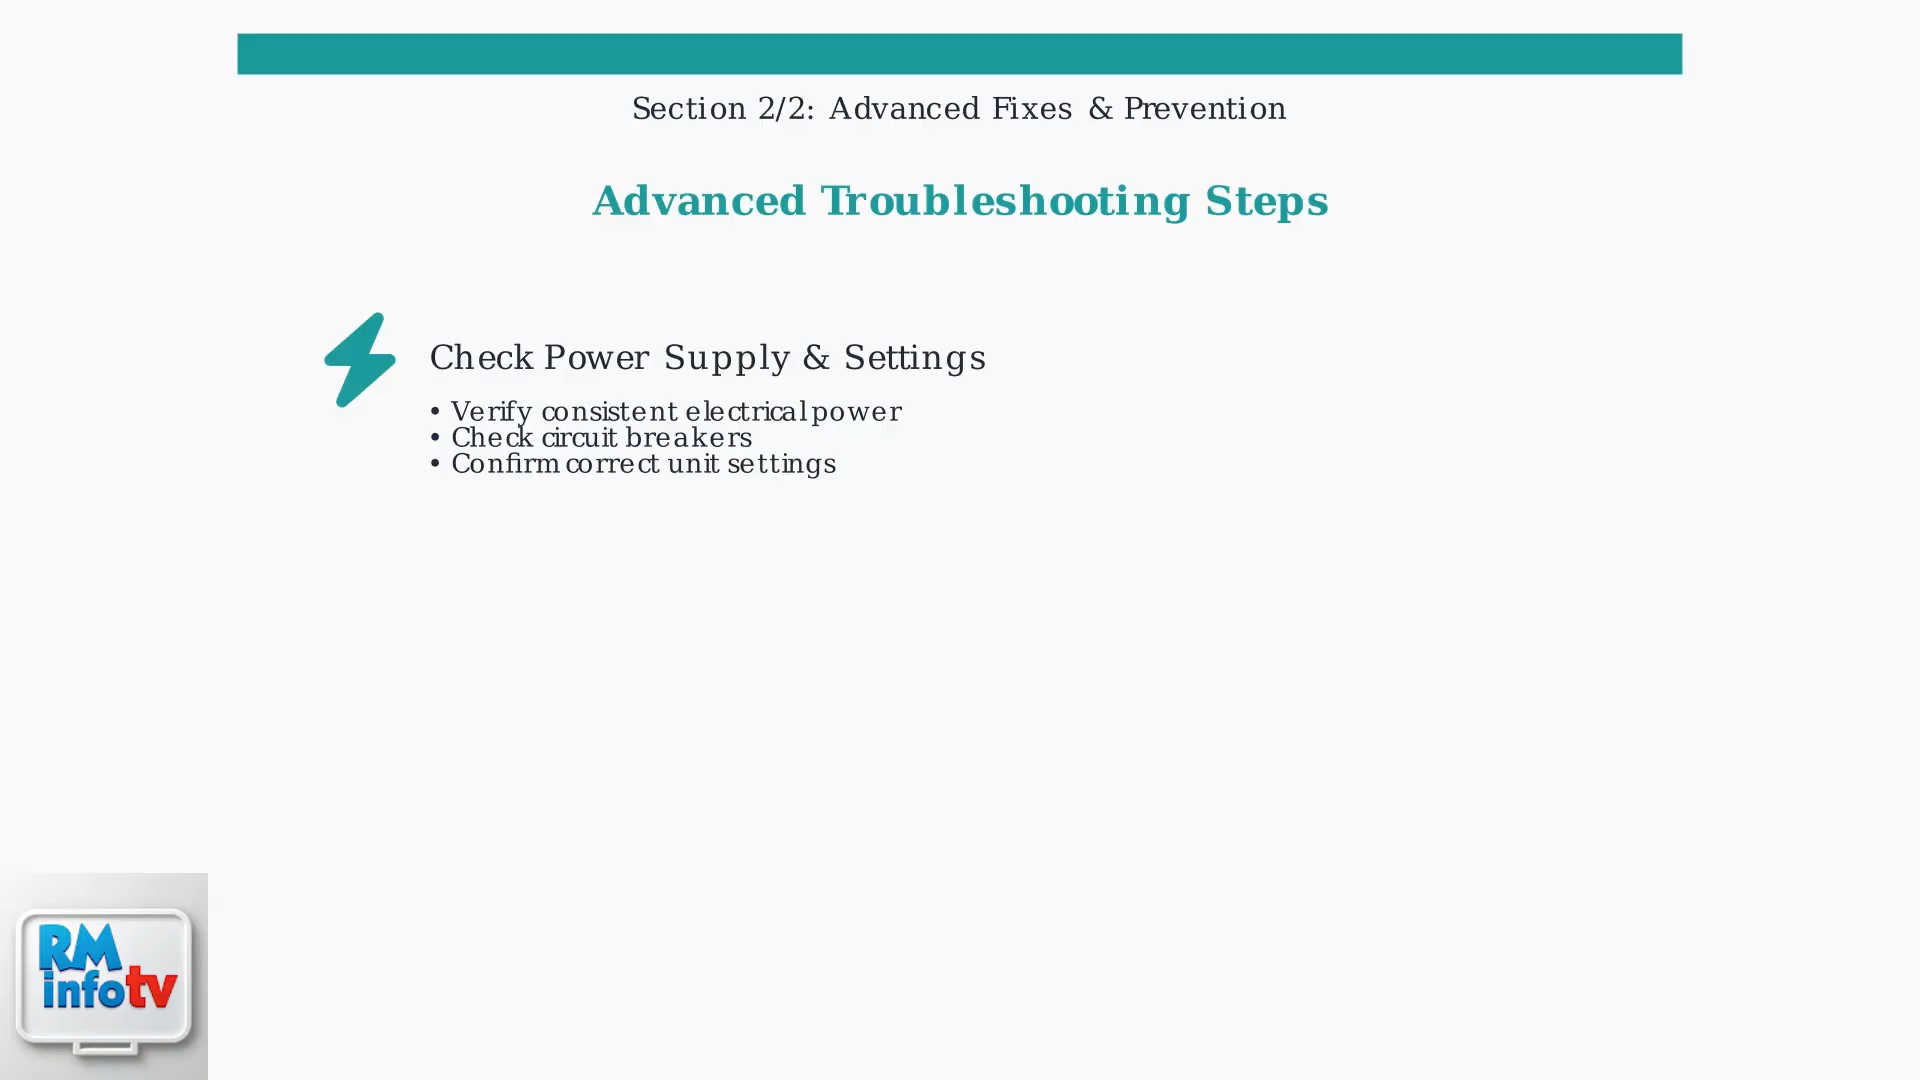 Section 2/2: Advanced Fixes & Prevention
Advanced Troubleshooting Steps
Check Power Supply & Settings
• Verify consistent electrical power
• Check circuit breakers
• Confirm correct unit settings
RM
infotv